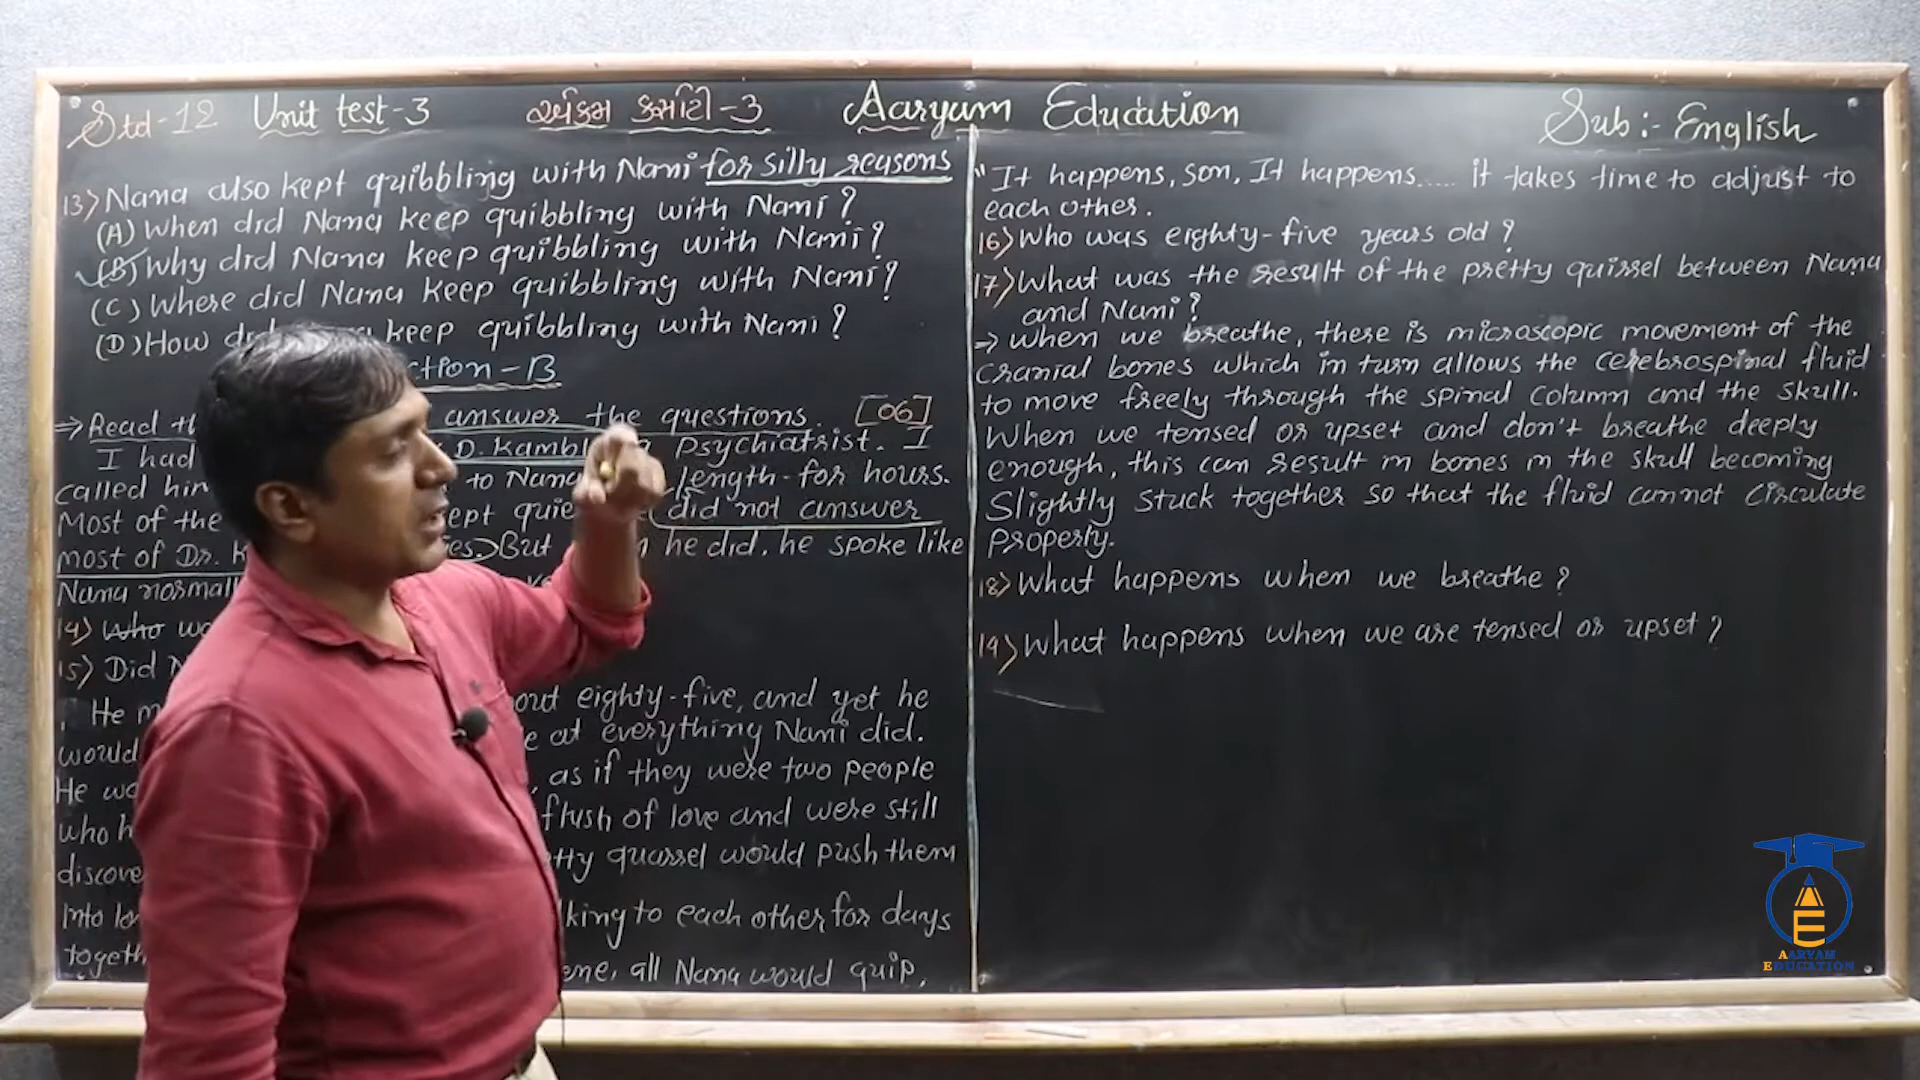 Std-12 Unit test-3 એકમ કસોટી-3 Aaryam Education Sub:- English
13) Nana also kept quibbling with Nani for silly reasons
(A) When did Nana keep quibbling with Nani?
(B) Why did Nana keep quibbling with Nani?
(C) Where did Nana keep quibbling with Nani?
(D) How keep quibbling with Nani?
ction-B
⇒ Read answer the questions. [06]
I had D. Kambl Psychiatrist. I
called him to Nana length-for hours.
Most of the ept quie did not answer
most of Dr. K ies. But he did, he spoke like
Nana normall
14) Who
15) Did
He out eighty-five, and yet he
would at everything Nani did.
He as if they were two people
who flush of love and were still
discove tty quassel would push them
into lking to each other for days
togeth all Nana would quip,
"It happens, son, It happens..... it takes time to adjust to
each other.
16) Who was eighty-five years old?
17) What was the result of the pretty quissel between Nana
and Nani?
→ When we breathe, there is microscopic movement of the
cranial bones which in turn allows the cerebrospinal fluid
to move freely through the spinal column and the skull.
When we tensed or upset and don't breathe deeply
enough, this can result in bones in the skull becoming
slightly stuck together so that the fluid cannot circulate
properly.
18) What happens when we breathe?
19) What happens when we are tensed or upset?
AARYAM
EDUCATION